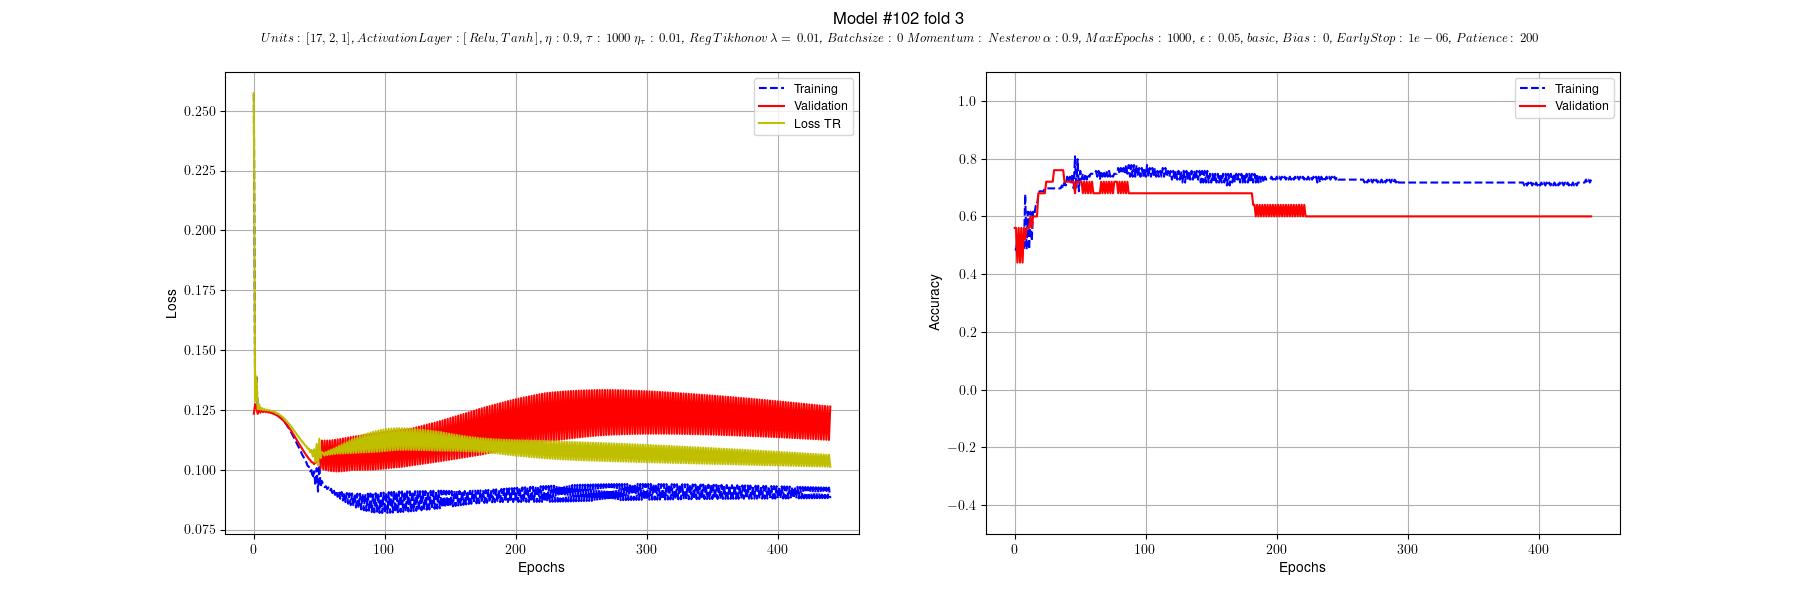 Model #102 fold 3
Units : [17, 2, 1], ActivationLayer : [ Relu, Tanh], η : 0.9, τ : 1000 ητ : 0.01, Reg Tikhonov λ = 0.01, Batchsize : 0 Momentum : Nesterov α : 0.9, MaxEpochs : 1000, ϵ : 0.05, basic, Bias : 0, EarlyStop : 1e − 06, Patience : 200
Training
Validation
Loss TR
0.250
0.225
0.200
0.175
0.150
0.125
0.100
0.075
Loss
0 100 200 300 400
Epochs
Training
Validation
1.0
0.8
0.6
0.4
0.2
0.0
−0.2
−0.4
Accuracy
0 100 200 300 400
Epochs